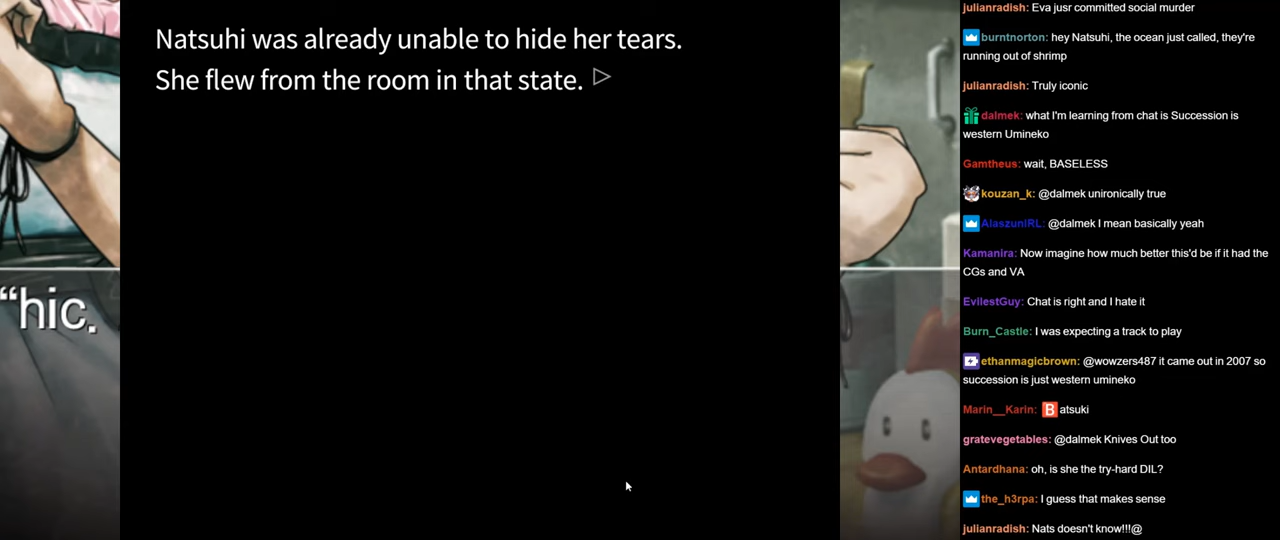 Natsuhi was already unable to hide her tears.
She flew from the room in that state.
“hic.
julianradish: Eva jusr committed social murder
burntnorton: hey Natsuhi, the ocean just called, they're
running out of shrimp
julianradish: Truly iconic
dalmek: what I'm learning from chat is Succession is
western Umineko
Gamtheus: wait, BASELESS
kouzan_k: @dalmek unironically true
AlaszunIRL: @dalmek I mean basically yeah
Kamanira: Now imagine how much better this'd be if it had the
CGs and VA
EvilestGuy: Chat is right and I hate it
Burn_Castle: I was expecting a track to play
ethanmagicbrown: @wowzers487 it came out in 2007 so
succession is just western umineko
Marin__Karin: B atsuki
gratevegetables: @dalmek Knives Out too
Antardhana: oh, is she the try-hard DIL?
the_h3rpa: I guess that makes sense
julianradish: Nats doesn't know!!!@